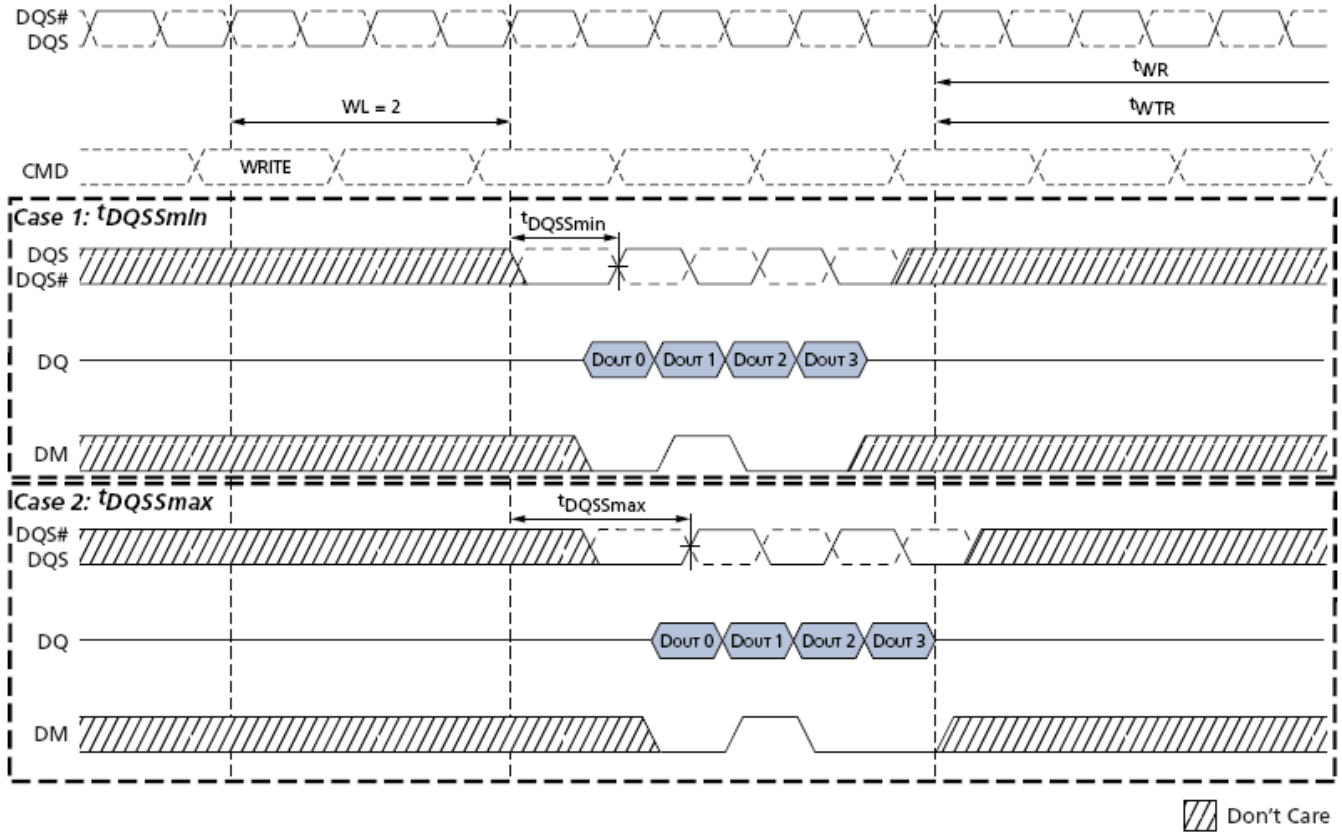 DQS#
DQS
tWR
WL = 2
tWTR
CMD
WRITE
Case 1: tDQSSmin
tDQSSmin
DQS
DQS#
DQ
DOUT 0
DOUT 1
DOUT 2
DOUT 3
DM
Case 2: tDQSSmax
tDQSSmax
DQS#
DQS
DQ
DOUT 0
DOUT 1
DOUT 2
DOUT 3
DM
Don't Care